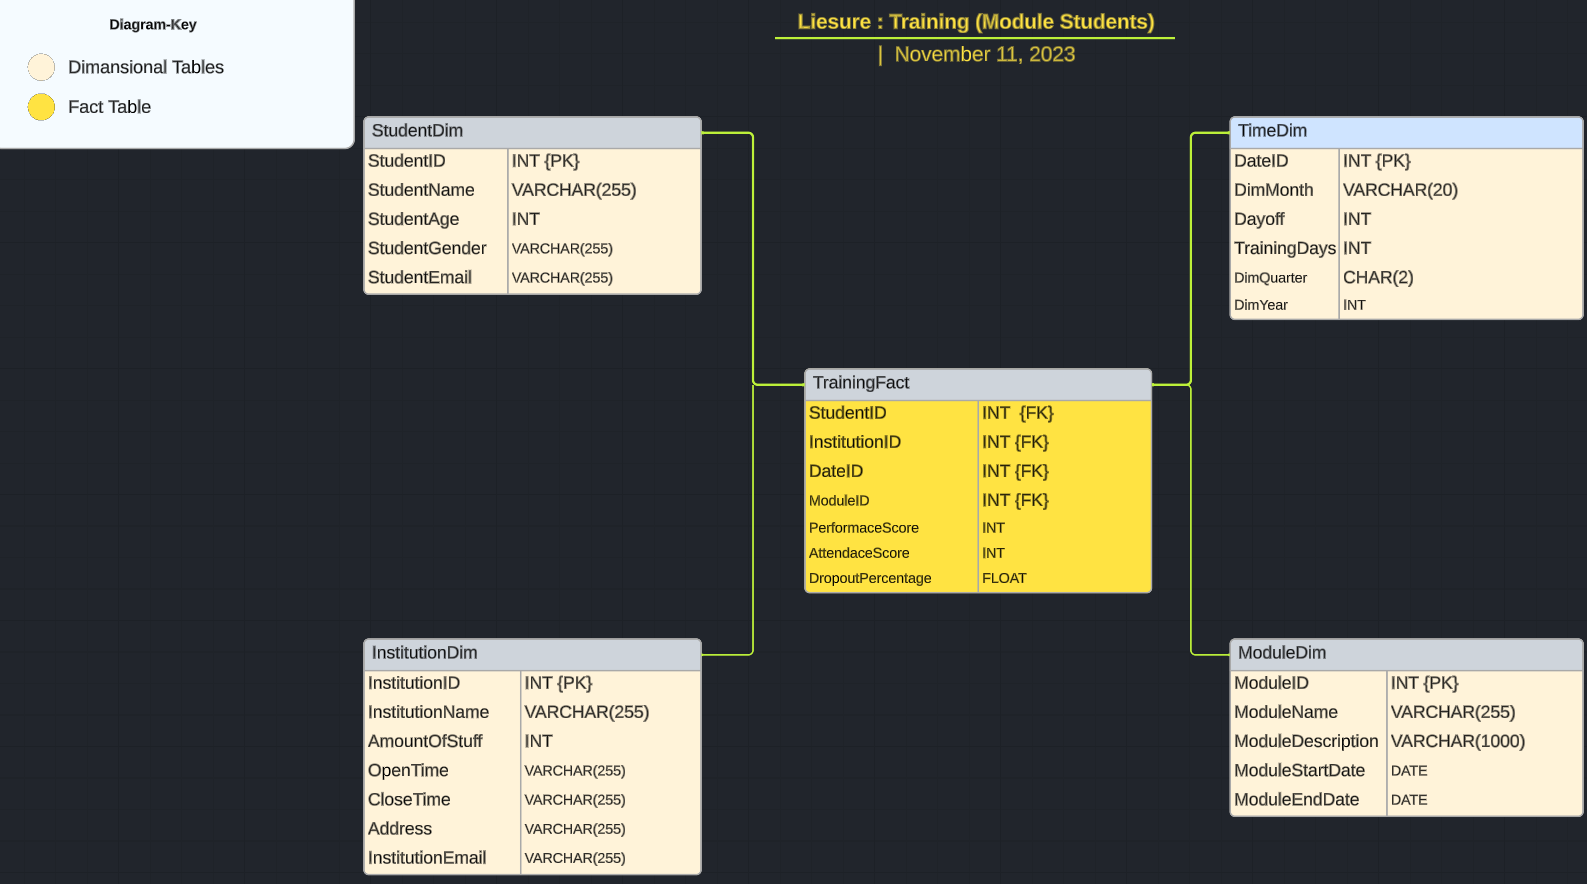 Diagram-Key
Dimansional Tables
Fact Table
Liesure : Training (Module Students)
| November 11, 2023
StudentDim
StudentID INT {PK}
StudentName VARCHAR(255)
StudentAge INT
StudentGender VARCHAR(255)
StudentEmail VARCHAR(255)
TimeDim
DateID INT {PK}
DimMonth VARCHAR(20)
Dayoff INT
TrainingDays INT
DimQuarter CHAR(2)
DimYear INT
TrainingFact
StudentID INT {FK}
InstitutionID INT {FK}
DateID INT {FK}
ModuleID INT {FK}
PerformaceScore INT
AttendaceScore INT
DropoutPercentage FLOAT
InstitutionDim
InstitutionID INT {PK}
InstitutionName VARCHAR(255)
AmountOfStuff INT
OpenTime VARCHAR(255)
CloseTime VARCHAR(255)
Address VARCHAR(255)
InstitutionEmail VARCHAR(255)
ModuleDim
ModuleID INT {PK}
ModuleName VARCHAR(255)
ModuleDescription VARCHAR(1000)
ModuleStartDate DATE
ModuleEndDate DATE